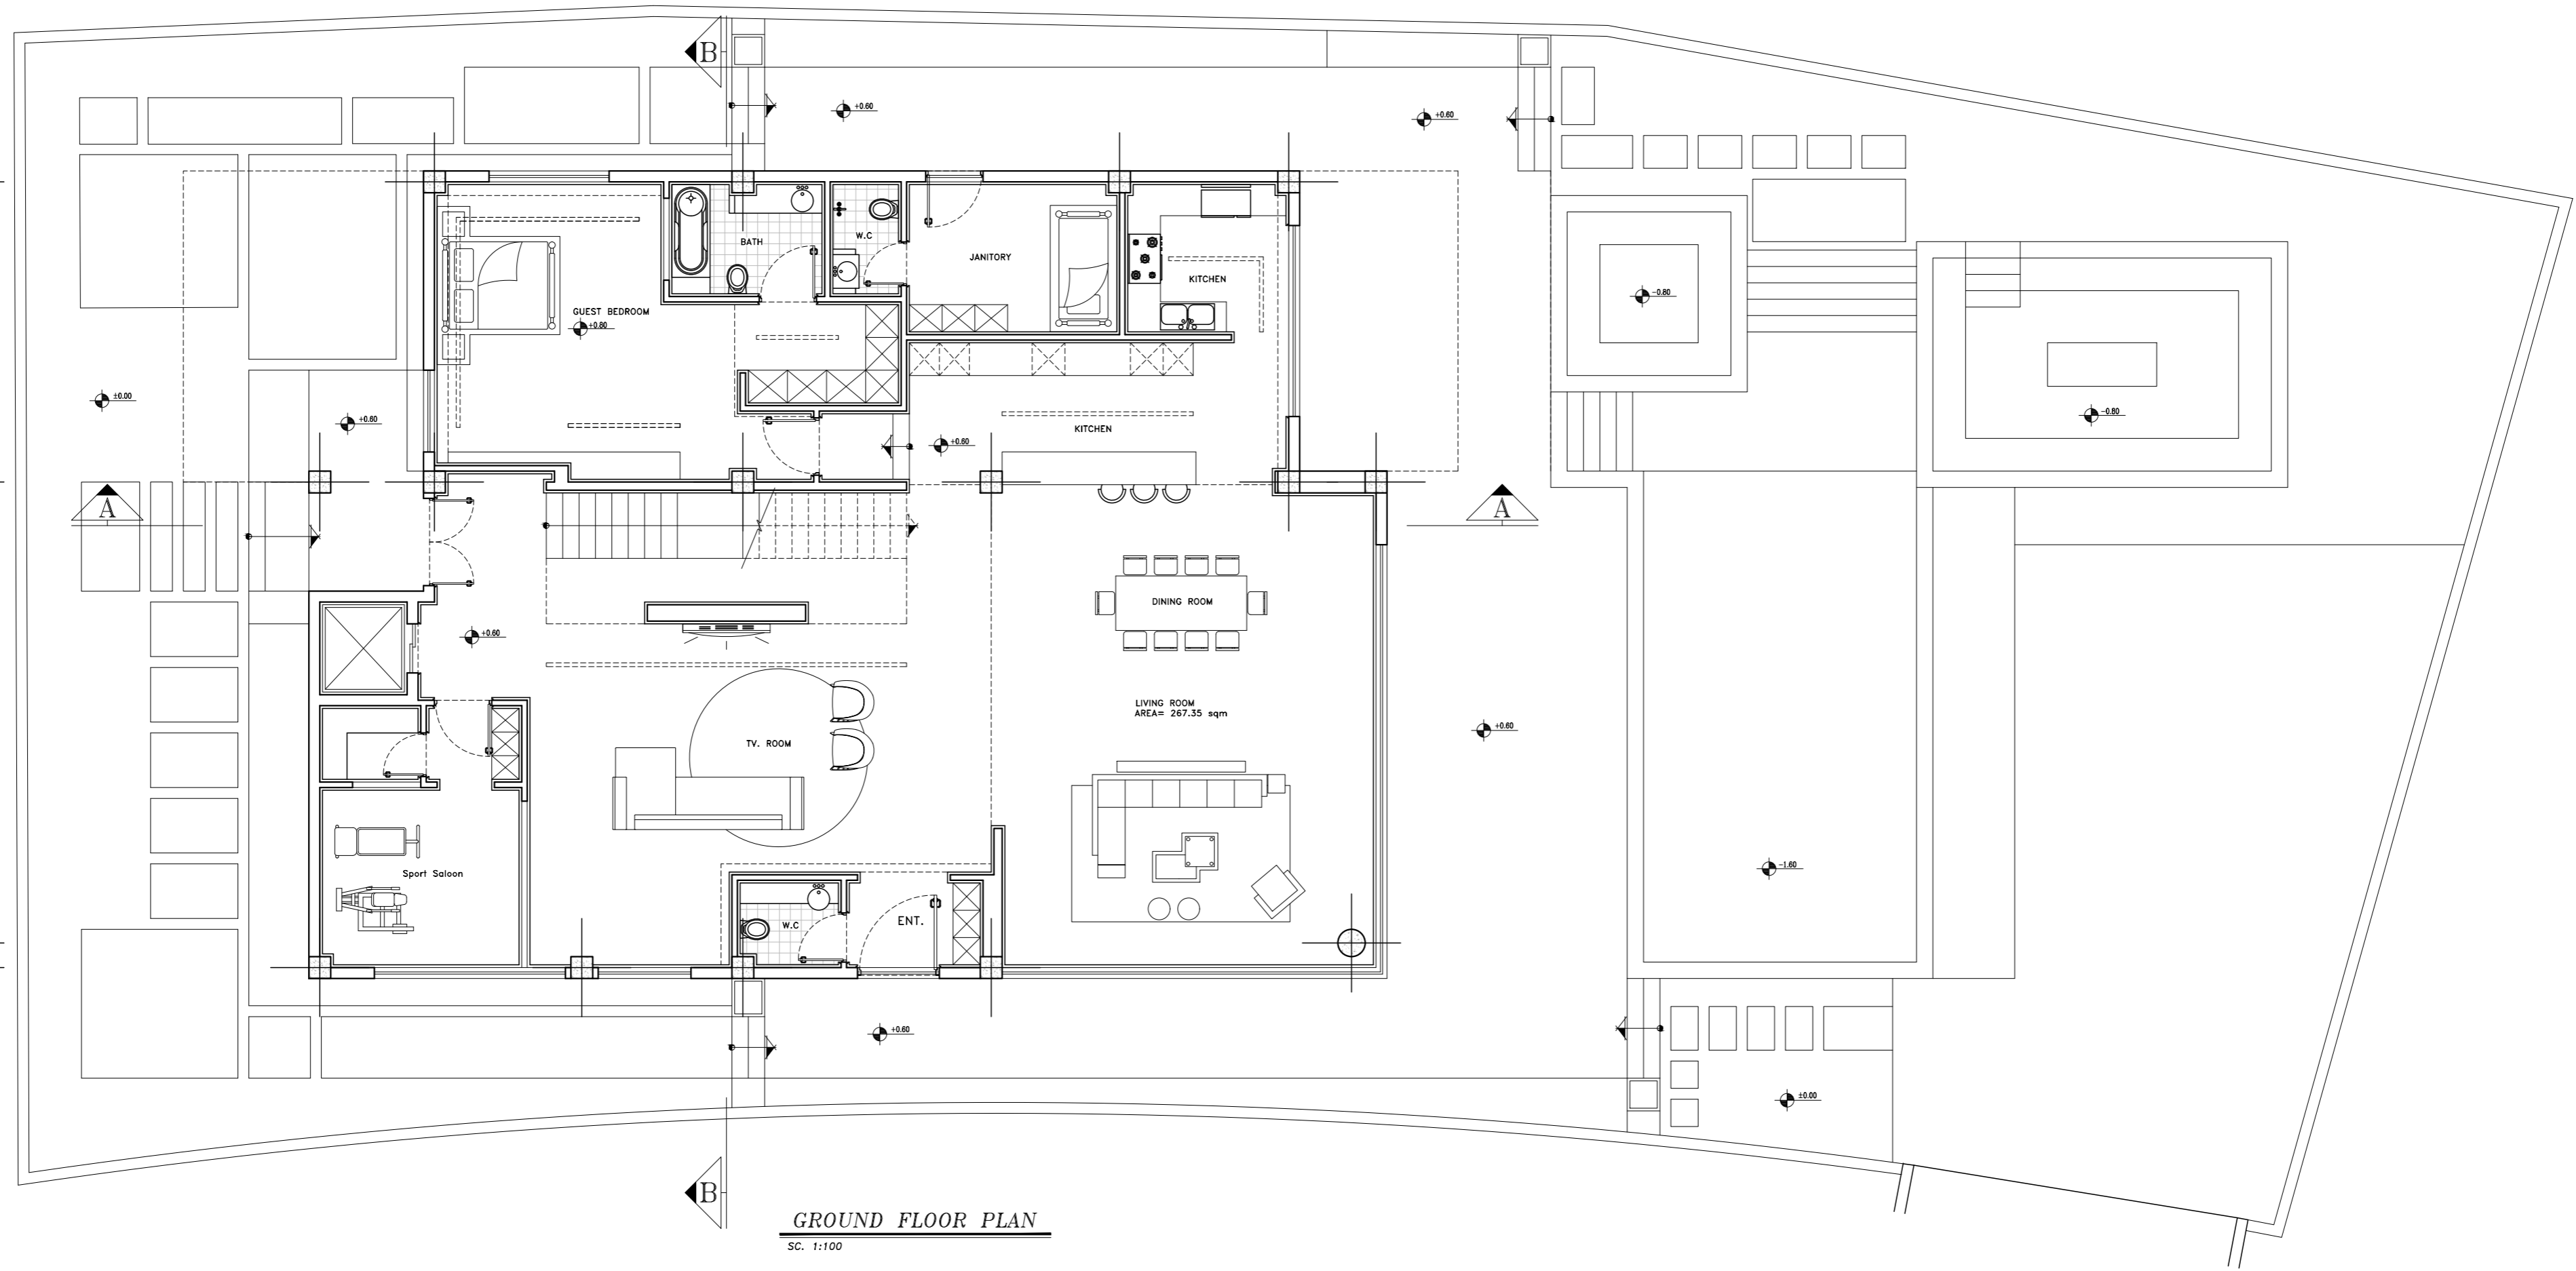 B
+0.60
+0.60
BATH
W.C
JANITORY
KITCHEN
-0.80
GUEST BEDROOM
+0.80
±0.00
+0.60
-0.80
KITCHEN
+0.60
A
A
DINING ROOM
+0.60
LIVING ROOM
AREA= 267.35 sqm
+0.60
TV. ROOM
-1.60
Sport Saloon
W.C
ENT.
+0.60
±0.00
B
GROUND FLOOR PLAN
SC. 1:100